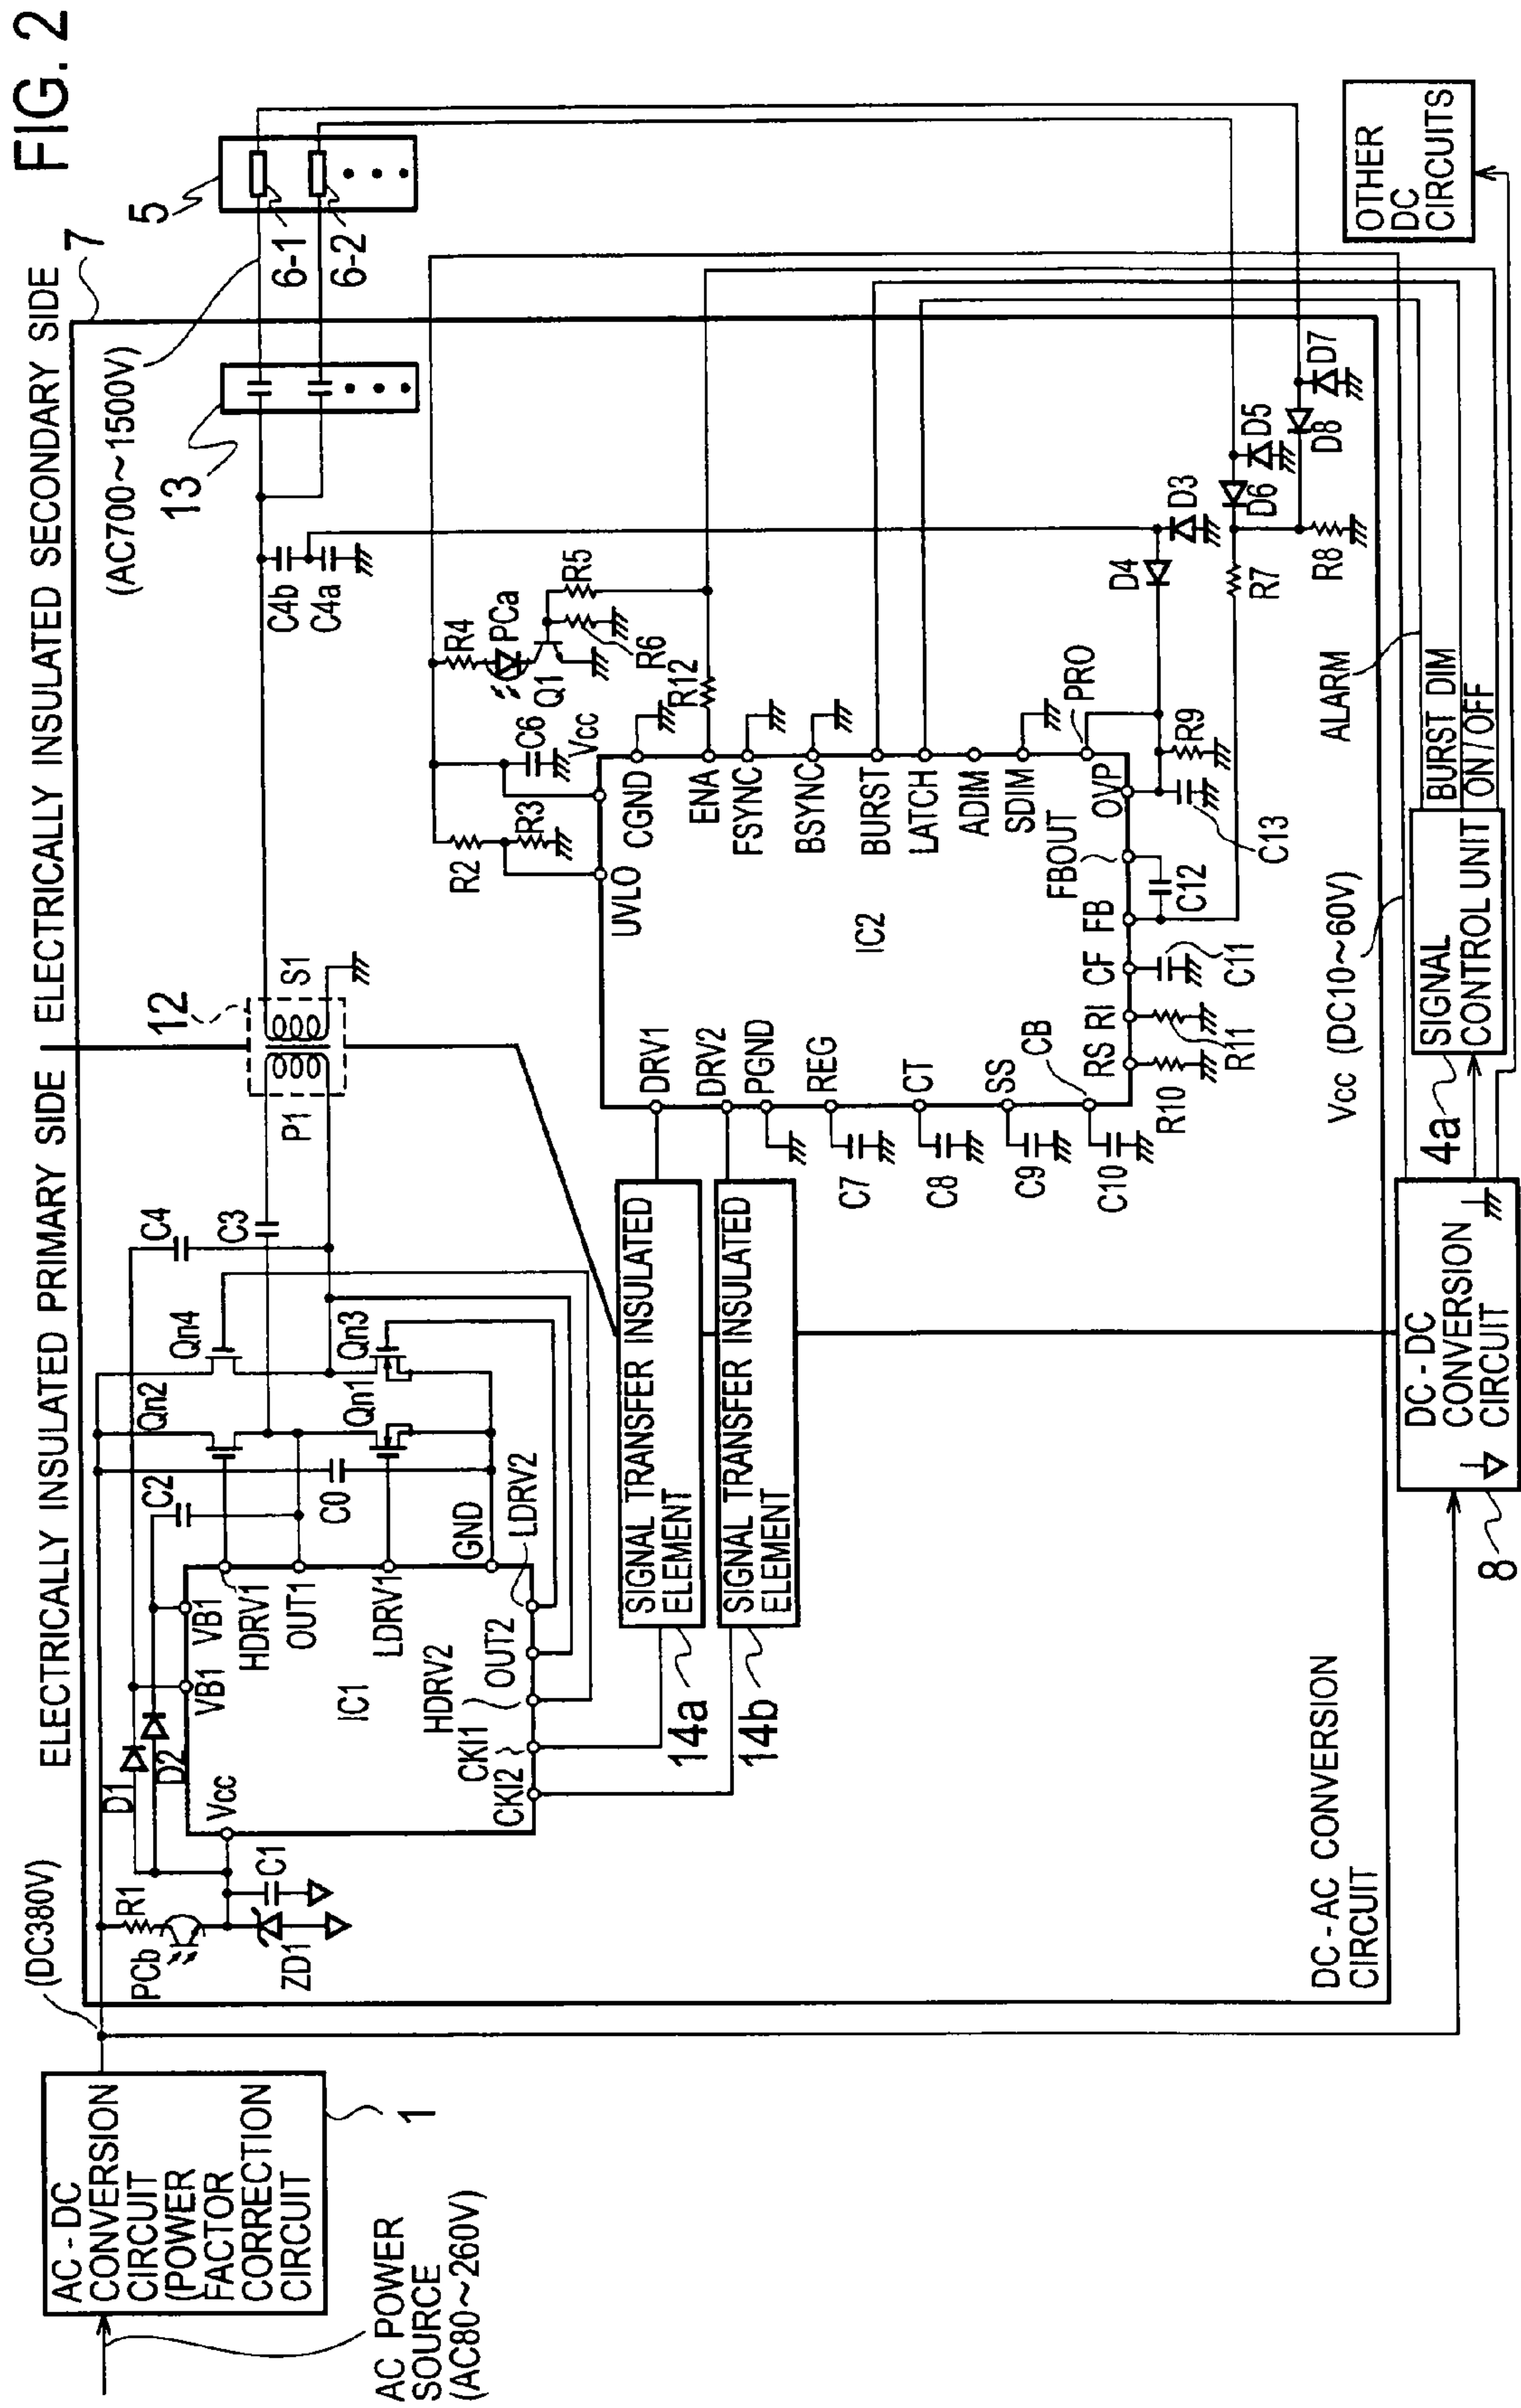 FIG. 2
ELECTRICALLY INSULATED PRIMARY SIDE
ELECTRICALLY INSULATED SECONDARY SIDE
7
(DC380V)
(AC700~1500V)
5
6-1
6-2
13
12
P1
S1
C4b
C4a
AC-DC
CONVERSION
CIRCUIT
(POWER
FACTOR
CORRECTION
CIRCUIT
1
AC POWER
SOURCE
(AC80~260V)
R1
PCb
ZD1
C1
D1
D2
Vcc
VB1
VB1
HDRV1
OUT1
LDRV1
GND
LDRV2
OUT2
HDRV2
CKI1
CKI2
IC1
C2
C0
Qn2
Qn4
Qn1
Qn3
C4
C3
SIGNAL TRANSFER INSULATED
ELEMENT
14a
SIGNAL TRANSFER INSULATED
ELEMENT
14b
R2
R3
C6
Vcc
R4
PCa
Q1
R5
R6
R12
UVLO
CGND
ENA
FSYNC
BSYNC
BURST
LATCH
ADIM
SDIM
PRO
OVP
FBOUT
FB
CF
RI
RS
CB
SS
CT
REG
PGND
DRV2
DRV1
IC2
C7
C8
C9
C10
R10
R11
C11
C12
C13
R9
D4
D3
R7
D6
D5
R8
D8
D7
DC-AC CONVERSION
CIRCUIT
Vcc (DC10~60V)
ALARM
BURST DIM
ON/OFF
4a
SIGNAL
CONTROL UNIT
DC-DC
CONVERSION
CIRCUIT
8
OTHER
DC
CIRCUITS